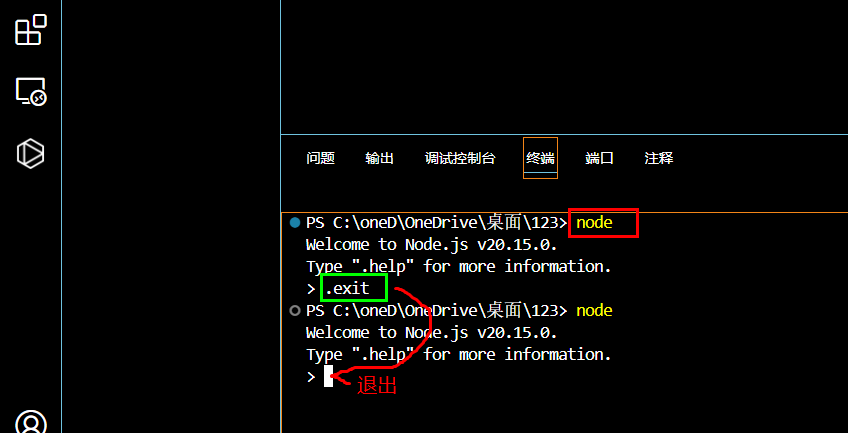 问题 输出 调试控制台 终端 端口 注释
PS C:\oneD\OneDrive\桌面\123> node
Welcome to Node.js v20.15.0.
Type ".help" for more information.
> .exit
PS C:\oneD\OneDrive\桌面\123> node
Welcome to Node.js v20.15.0.
Type ".help" for more information.
>
退出